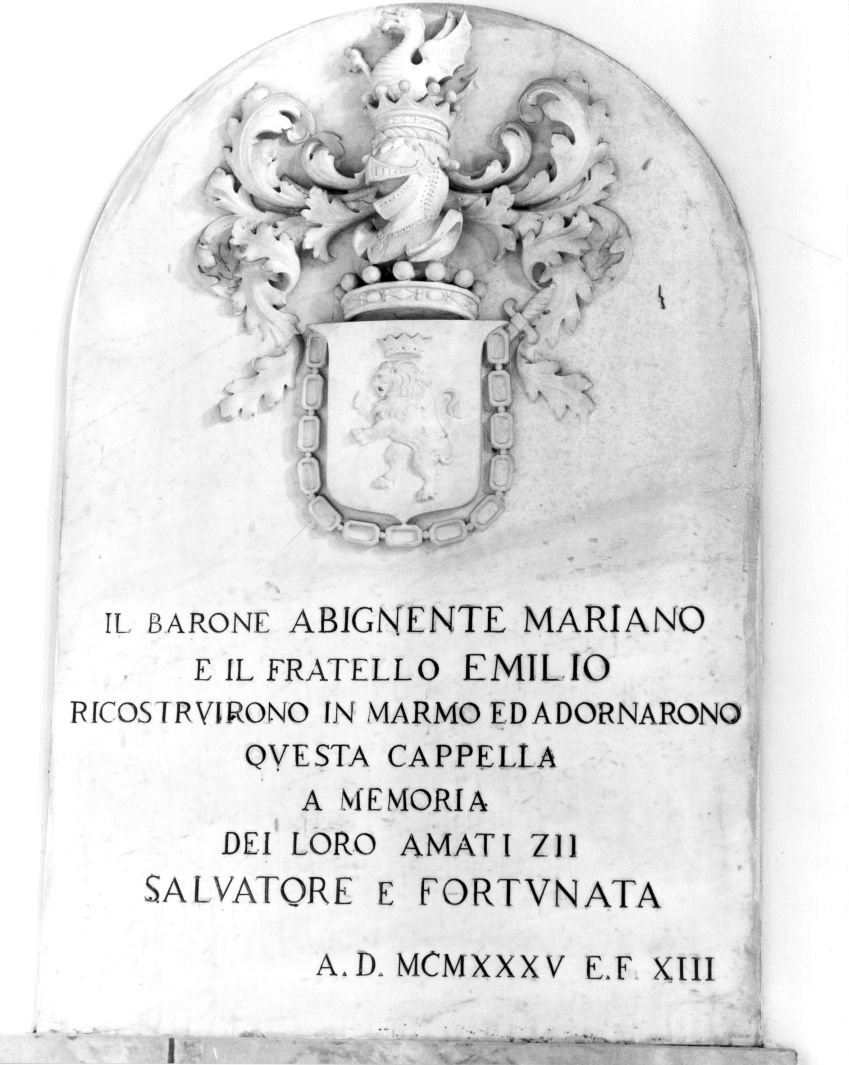 IL BARONE ABIGNENTE MARIANO
E IL FRATELLO EMILIO
RICOSTRVIRONO IN MARMO ED ADORNARONO
QVESTA CAPPELLA
A MEMORIA
DEI LORO AMATI ZII
SALVATORE E FORTVNATA
A.D. MCMXXXV E.F. XIII